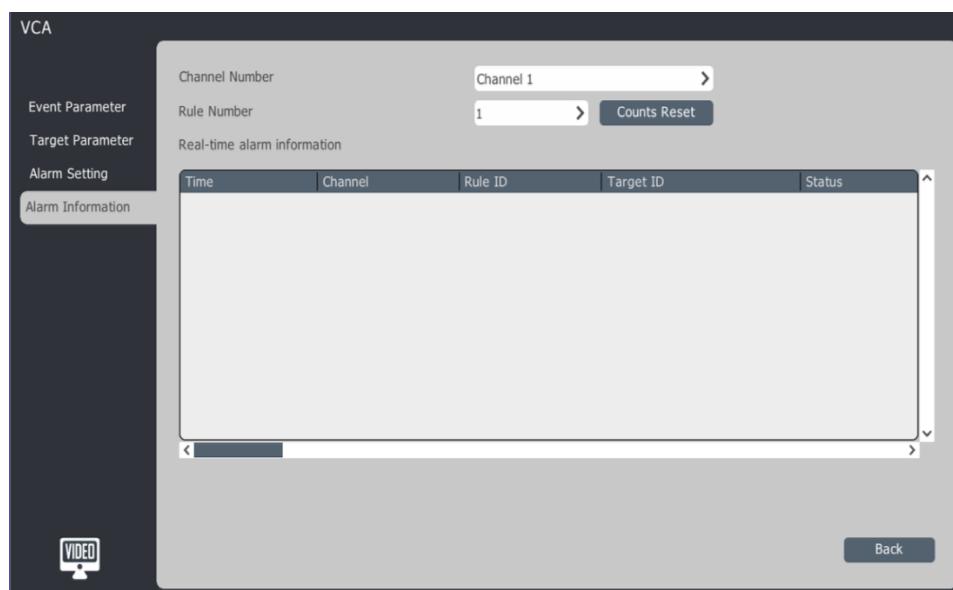 VCA
Event Parameter
Target Parameter
Alarm Setting
Alarm Information
Channel Number Channel 1
Rule Number 1 Counts Reset
Real-time alarm information
Time Channel Rule ID Target ID Status
VIDEO
Back